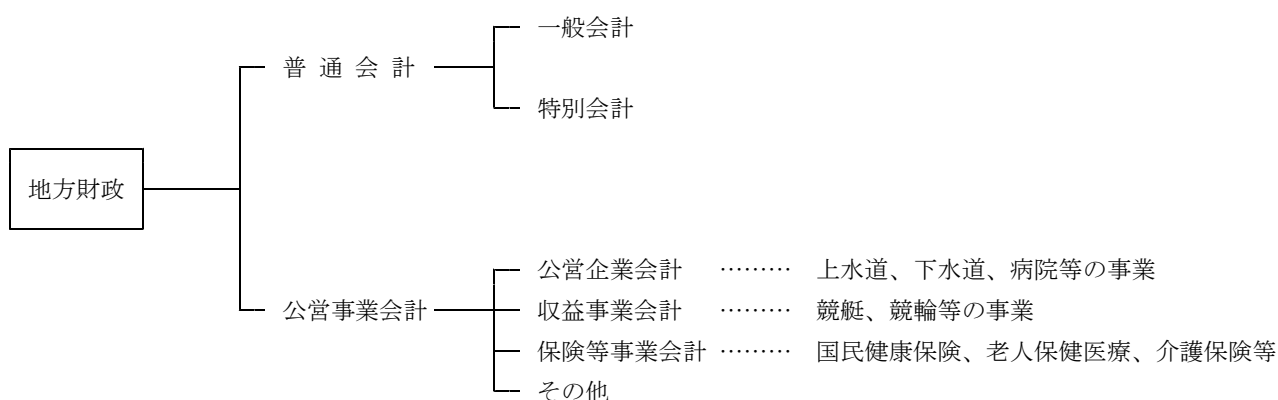 一般会計
普 通 会 計
特別会計
地方財政
公営企業会計 ……… 上水道、下水道、病院等の事業
公営事業会計
収益事業会計 ……… 競艇、競輪等の事業
保険等事業会計 ……… 国民健康保険、老人保健医療、介護保険等
その他